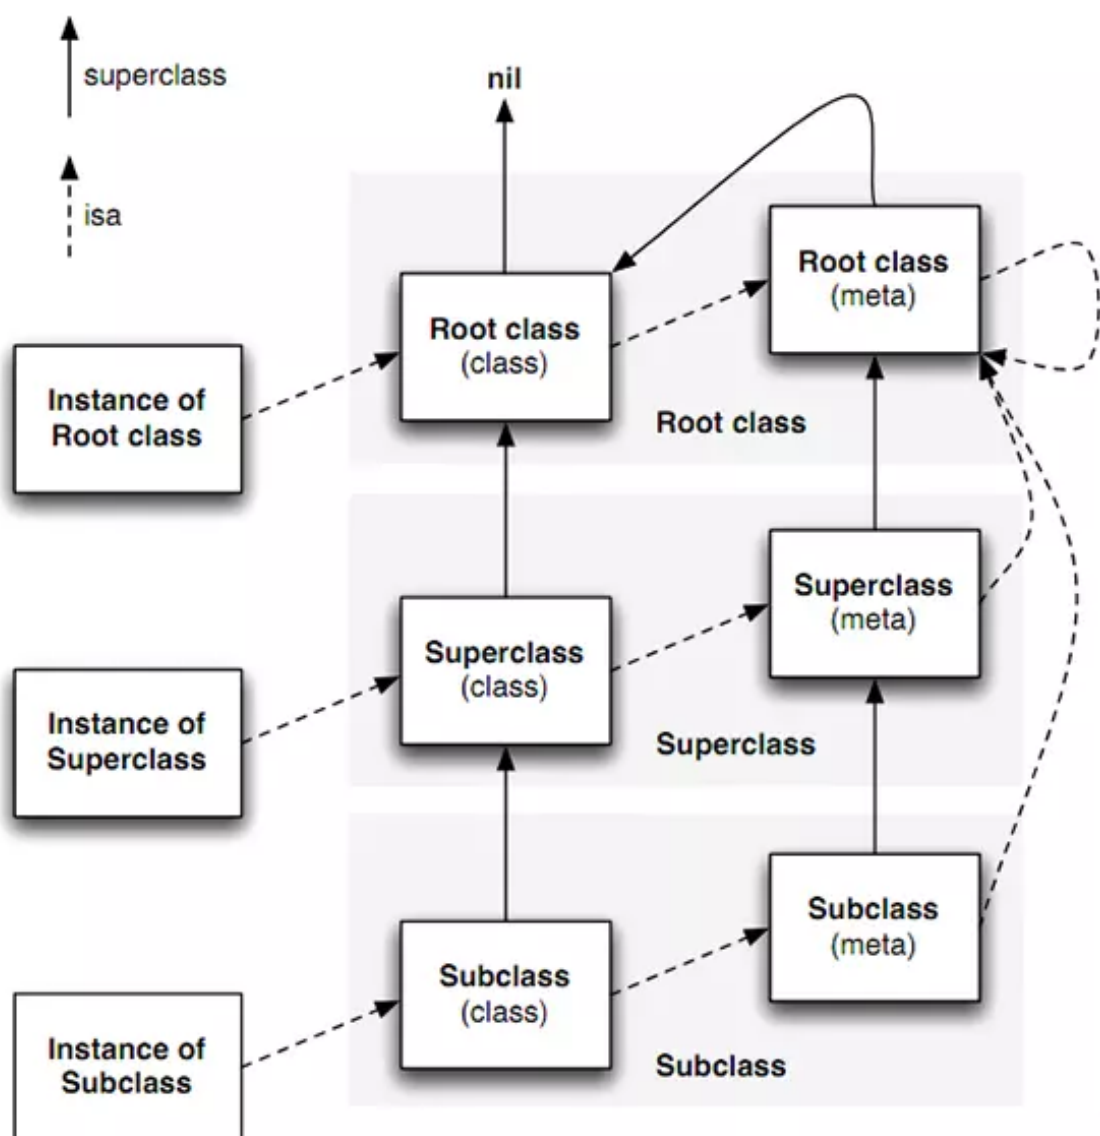 superclass
isa
nil
Root class
(meta)
Root class
(class)
Instance of
Root class
Root class
Superclass
(meta)
Superclass
(class)
Instance of
Superclass
Superclass
Subclass
(meta)
Subclass
(class)
Instance of
Subclass
Subclass